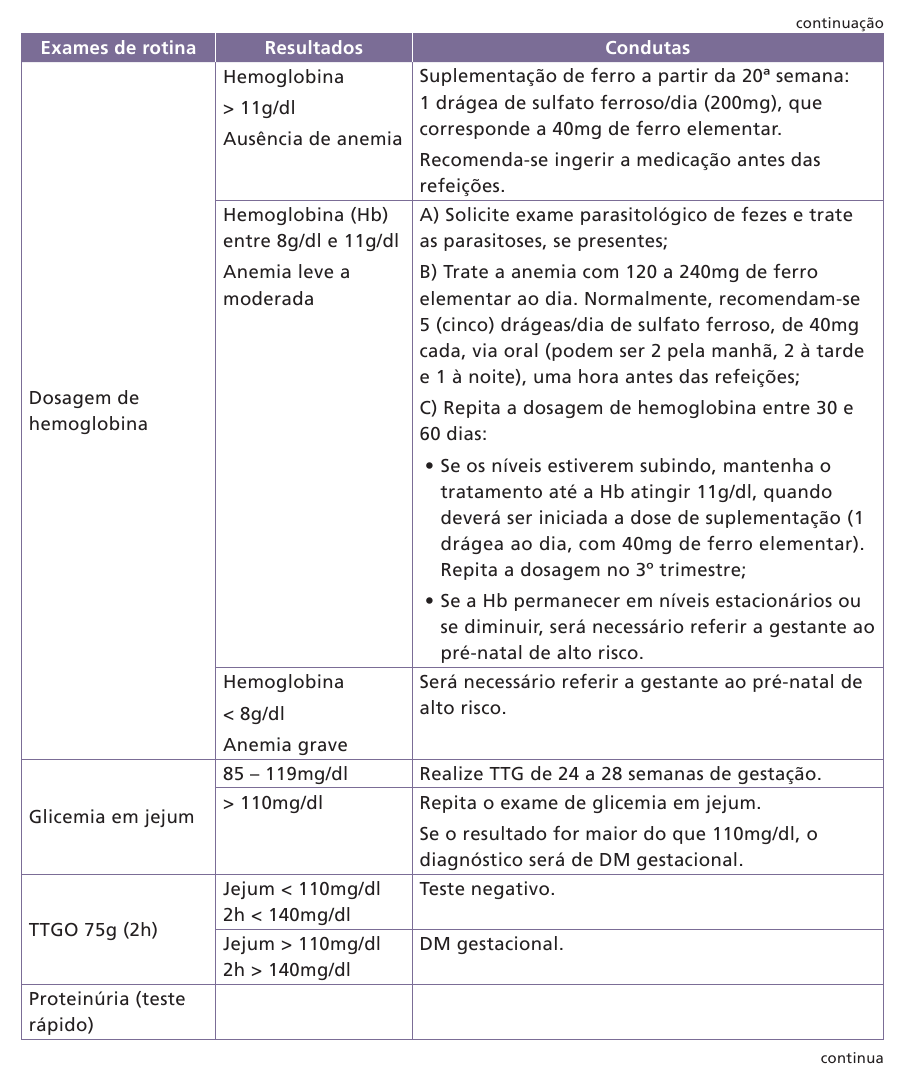 continuação
Exames de rotina
Resultados
Condutas
Dosagem de
hemoglobina
Hemoglobina
> 11g/dl
Ausência de anemia
Suplementação de ferro a partir da 20ª semana:
1 drágea de sulfato ferroso/dia (200mg), que
corresponde a 40mg de ferro elementar.
Recomenda-se ingerir a medicação antes das
refeições.
Hemoglobina (Hb)
entre 8g/dl e 11g/dl
Anemia leve a
moderada
A) Solicite exame parasitológico de fezes e trate
as parasitoses, se presentes;
B) Trate a anemia com 120 a 240mg de ferro
elementar ao dia. Normalmente, recomendam-se
5 (cinco) drágeas/dia de sulfato ferroso, de 40mg
cada, via oral (podem ser 2 pela manhã, 2 à tarde
e 1 à noite), uma hora antes das refeições;
C) Repita a dosagem de hemoglobina entre 30 e
60 dias:
• Se os níveis estiverem subindo, mantenha o
tratamento até a Hb atingir 11g/dl, quando
deverá ser iniciada a dose de suplementação (1
drágea ao dia, com 40mg de ferro elementar).
Repita a dosagem no 3º trimestre;
• Se a Hb permanecer em níveis estacionários ou
se diminuir, será necessário referir a gestante ao
pré-natal de alto risco.
Hemoglobina
< 8g/dl
Anemia grave
Será necessário referir a gestante ao pré-natal de
alto risco.
Glicemia em jejum
85 – 119mg/dl
Realize TTG de 24 a 28 semanas de gestação.
> 110mg/dl
Repita o exame de glicemia em jejum.
Se o resultado for maior do que 110mg/dl, o
diagnóstico será de DM gestacional.
TTGO 75g (2h)
Jejum < 110mg/dl
2h < 140mg/dl
Teste negativo.
Jejum > 110mg/dl
2h > 140mg/dl
DM gestacional.
Proteinúria (teste
rápido)
continua